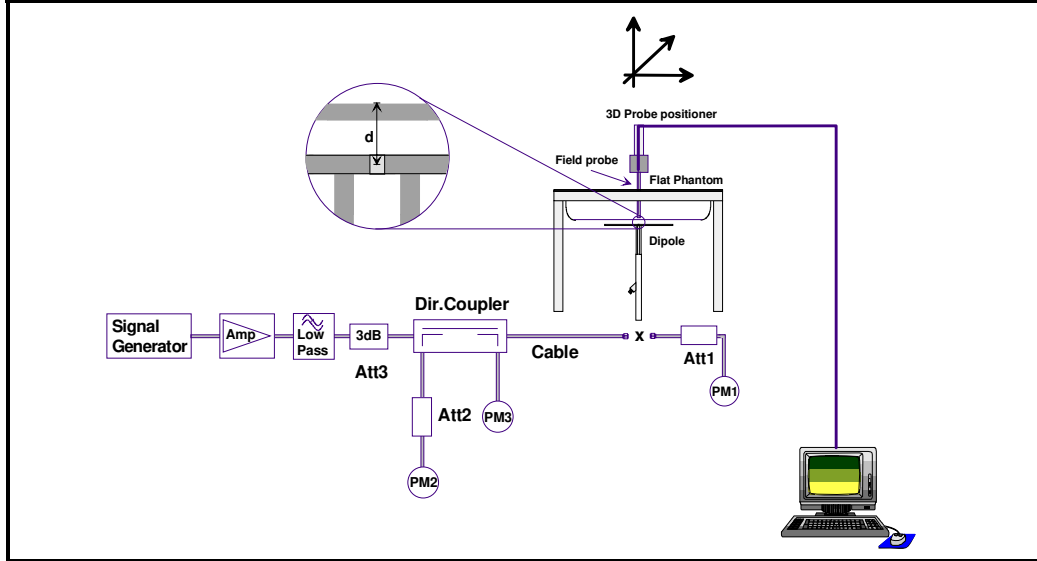 3D Probe positioner
d
Field probe
Flat Phantom
Dipole
Dir.Coupler
Signal
Generator
Amp
Low
Pass
3dB
Att3
Cable
x
Att1
PM1
Att2
PM3
PM2